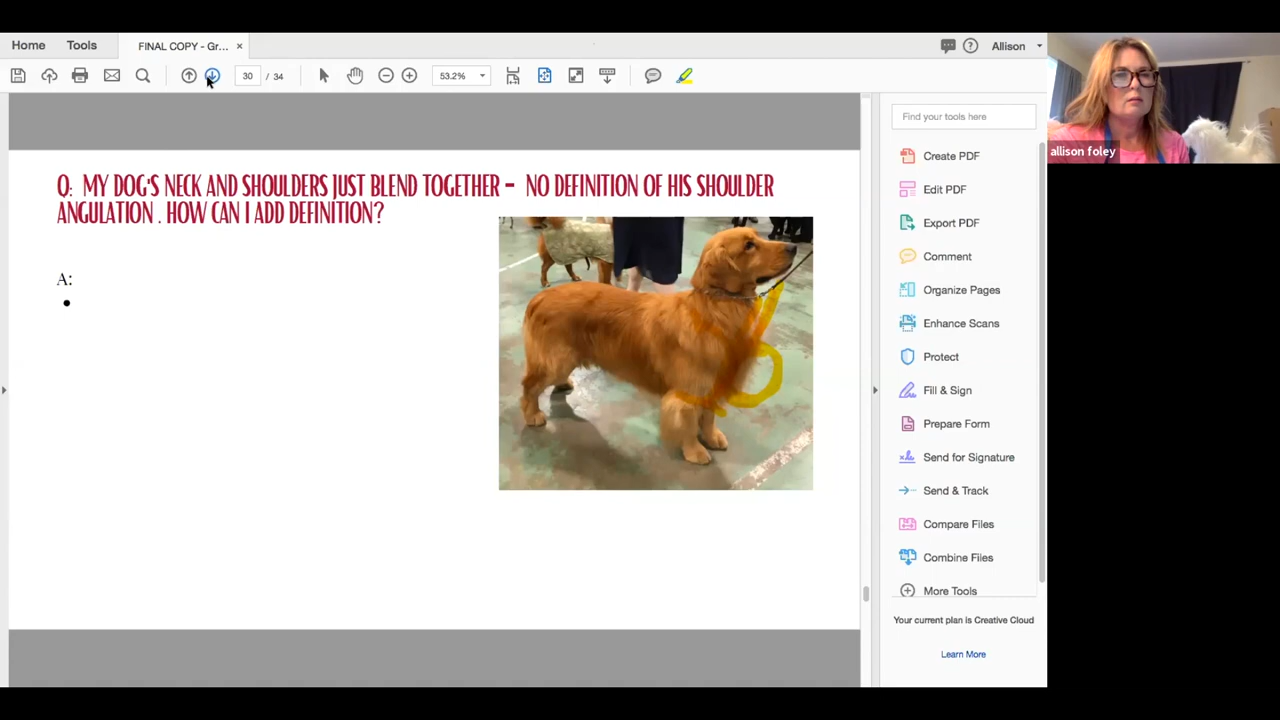 Home
Tools
FINAL COPY - Gr...
×
Allison
30 / 34
53.2%
Find your tools here
allison foley
Create PDF
Edit PDF
Export PDF
Comment
Organize Pages
Enhance Scans
Protect
Fill & Sign
Prepare Form
Send for Signature
Send & Track
Compare Files
Combine Files
More Tools
Your current plan is Creative Cloud
Learn More
Q: MY DOG'S NECK AND SHOULDERS JUST BLEND TOGETHER - NO DEFINITION OF HIS SHOULDER
ANGULATION . HOW CAN I ADD DEFINITION?
A:
•